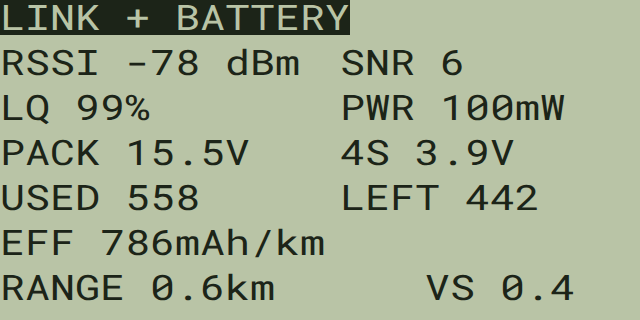 LINK + BATTERY
RSSI -78 dBm SNR 6
LQ 99% PWR 100mW
PACK 15.5V 4S 3.9V
USED 558 LEFT 442
EFF 786mAh/km
RANGE 0.6km VS 0.4